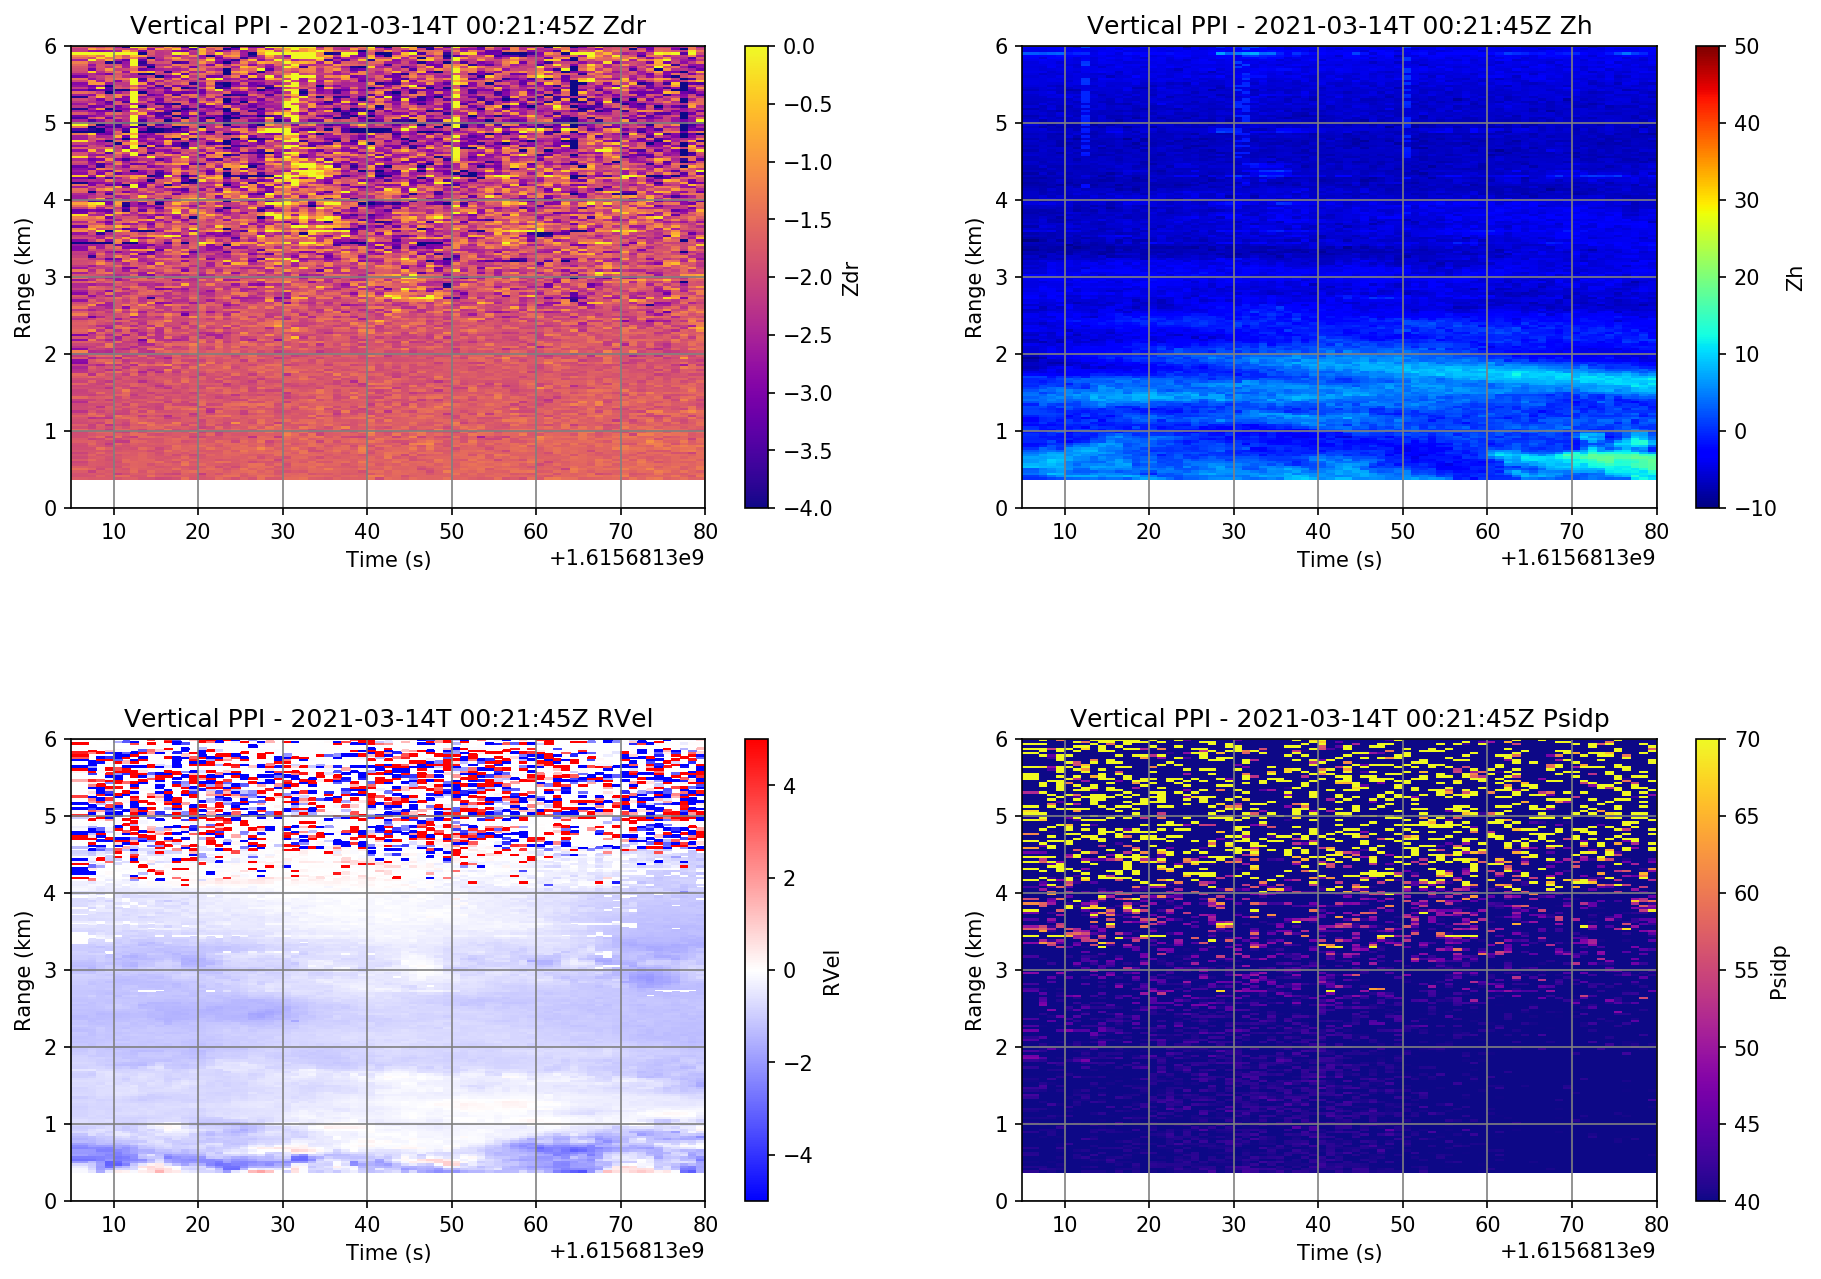 Vertical PPI - 2021-03-14T 00:21:45Z Zdr
6
5
4
3
2
1
0
Range (km)
10 20 30 40 50 60 70 80
Time (s)
+1.6156813e9
0.0
−0.5
−1.0
−1.5
−2.0
−2.5
−3.0
−3.5
−4.0
Zdr
Vertical PPI - 2021-03-14T 00:21:45Z Zh
6
5
4
3
2
1
0
Range (km)
10 20 30 40 50 60 70 80
Time (s)
+1.6156813e9
50
40
30
20
10
0
−10
Zh
Vertical PPI - 2021-03-14T 00:21:45Z RVel
6
5
4
3
2
1
0
Range (km)
10 20 30 40 50 60 70 80
Time (s)
+1.6156813e9
4
2
0
−2
−4
RVel
Vertical PPI - 2021-03-14T 00:21:45Z Psidp
6
5
4
3
2
1
0
Range (km)
10 20 30 40 50 60 70 80
Time (s)
+1.6156813e9
70
65
60
55
50
45
40
Psidp